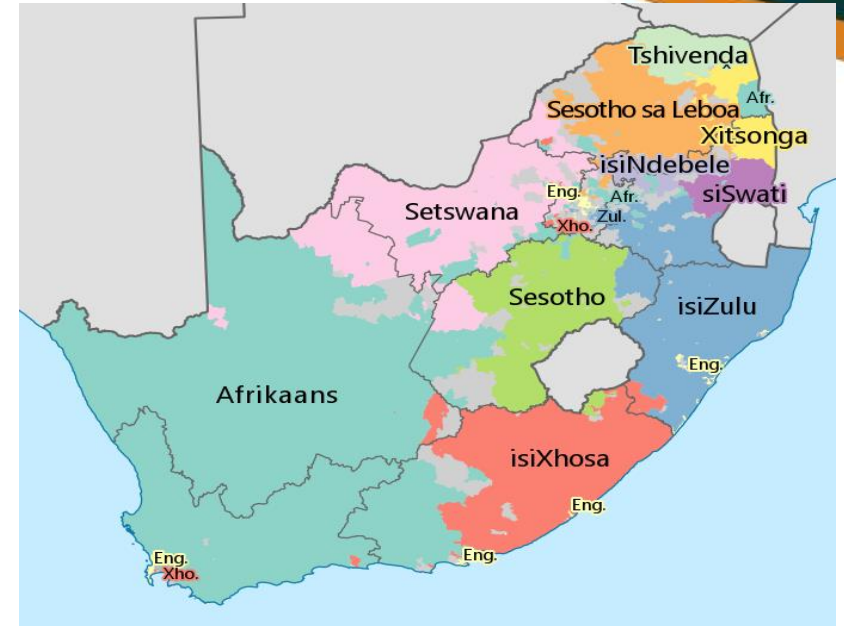 Tshivenda
Afr.
Sesotho sa Leboa
Xitsonga
isiNdebele
Eng.
Afr.
siSwati
Setswana
Zul.
Xho.
Sesotho
isiZulu
Eng.
Afrikaans
isiXhosa
Eng.
Eng.
Eng.
Xho.